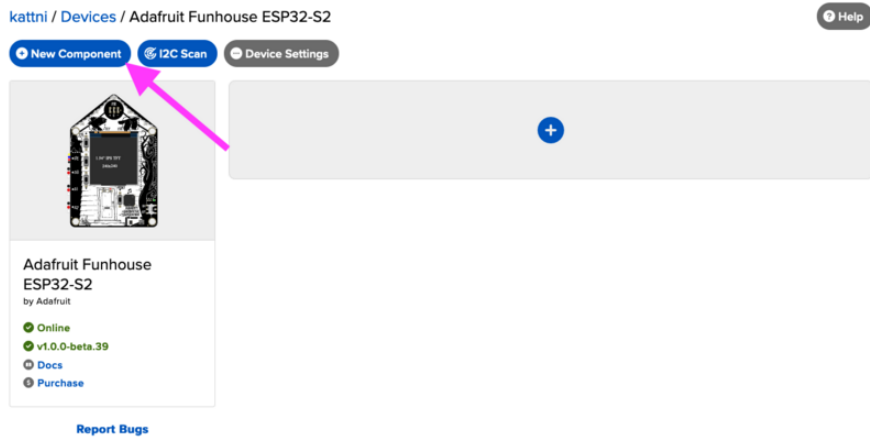 kattni / Devices / Adafruit Funhouse ESP32-S2
Help
New Component
I2C Scan
Device Settings
Adafruit Funhouse
ESP32-S2
by Adafruit
Online
v1.0.0-beta.39
Docs
Purchase
Report Bugs